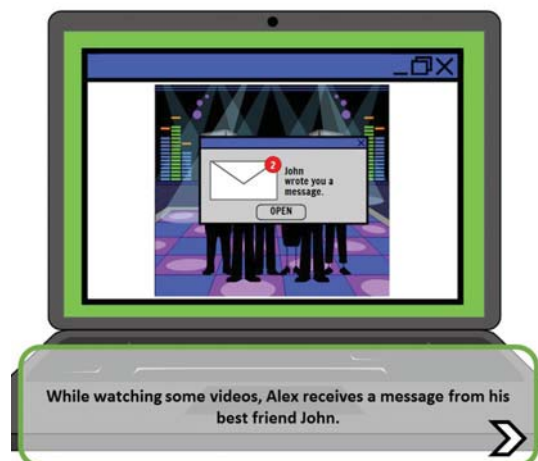 2
John
wrote you a
message.
OPEN
While watching some videos, Alex receives a message from his
best friend John.